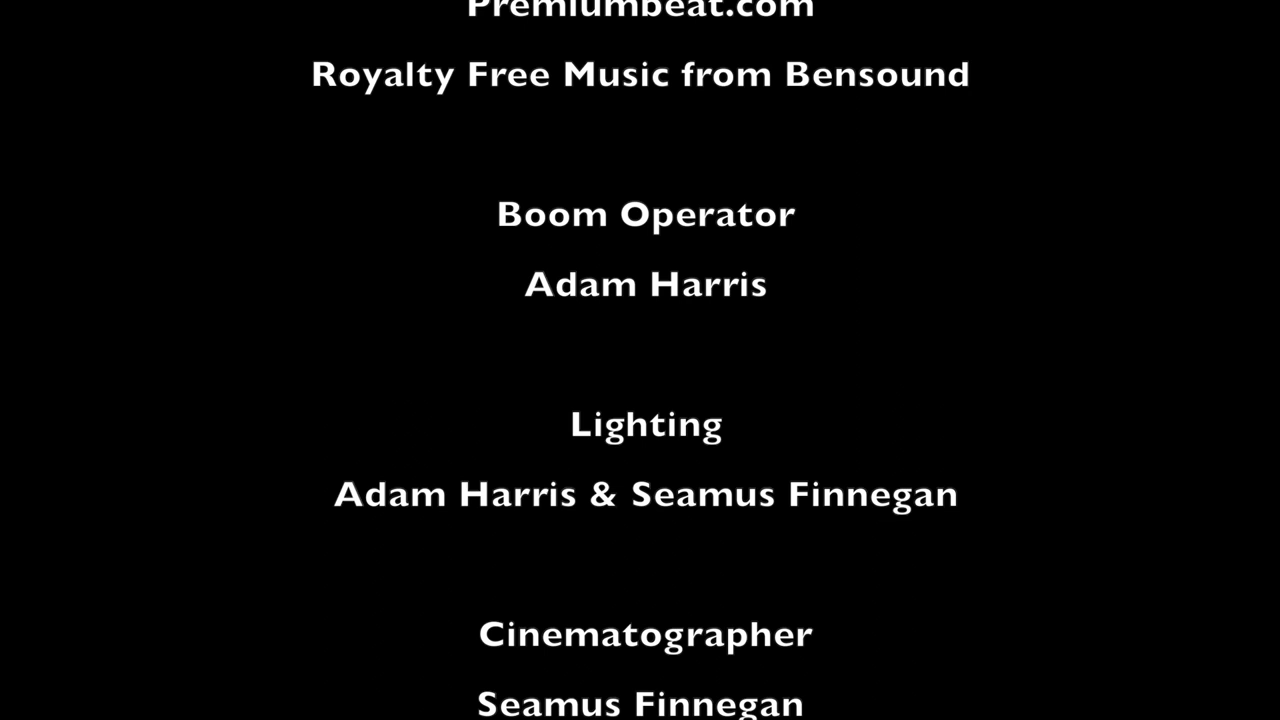 Premiumbeat.com
Royalty Free Music from Bensound
Boom Operator
Adam Harris
Lighting
Adam Harris & Seamus Finnegan
Cinematographer
Seamus Finnegan